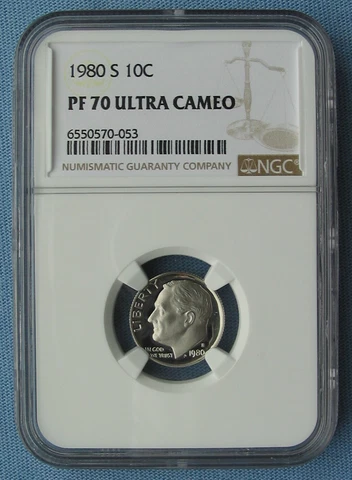 1980 S 10C
PF 70 ULTRA CAMEO
6550570-053
NUMISMATIC GUARANTY COMPANY
NGC
LIBERTY
IN GOD
WE TRUST
S
1980